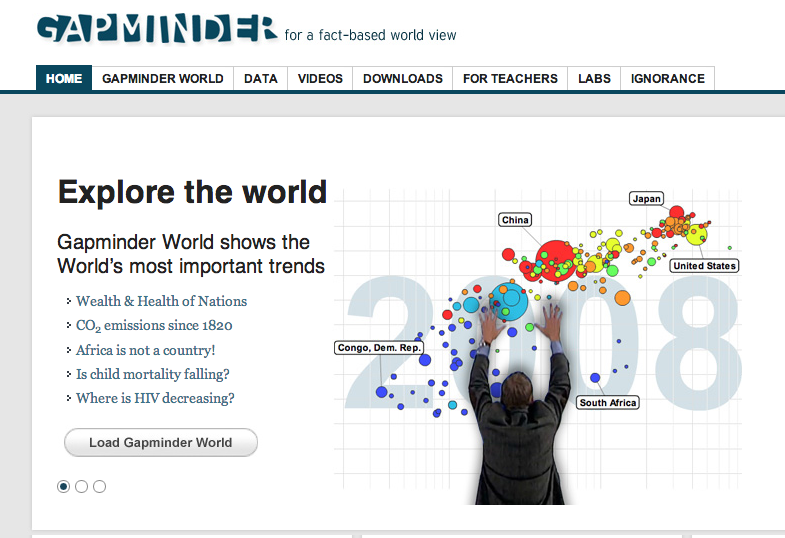 GAPMINDER for a fact-based world view
HOME GAPMINDER WORLD DATA VIDEOS DOWNLOADS FOR TEACHERS LABS IGNORANCE
Explore the world
Gapminder World shows the
World's most important trends
Wealth & Health of Nations
CO₂ emissions since 1820
Africa is not a country!
Is child mortality falling?
Where is HIV decreasing?
Load Gapminder World
Japan
China
United States
2008
Congo, Dem. Rep.
South Africa